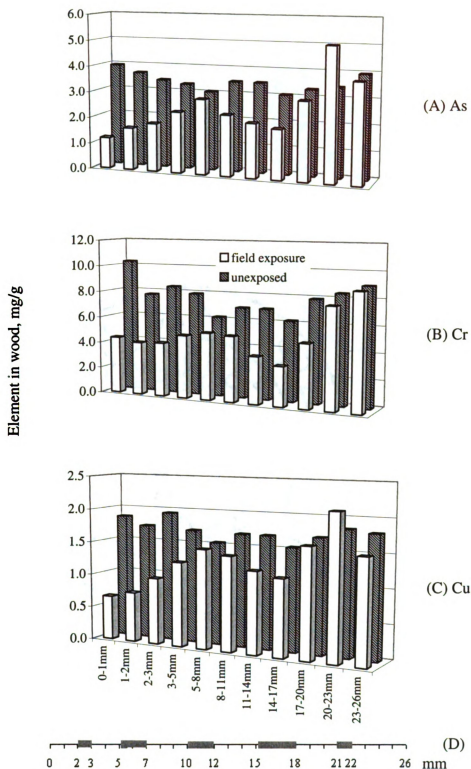 6.0
5.0
4.0
3.0
2.0
1.0
0.0
(A) As
12.0
10.0
8.0
6.0
4.0
2.0
0.0
field exposure
unexposed
(B) Cr
Element in wood, mg/g
2.5
2.0
1.5
1.0
0.5
0.0
(C) Cu
0-1mm
1-2mm
2-3mm
3-5mm
5-8mm
8-11mm
11-14mm
14-17mm
17-20mm
20-23mm
23-26mm
(D)
0 2 3 5 7 10 12 15 18 21 22 26 mm